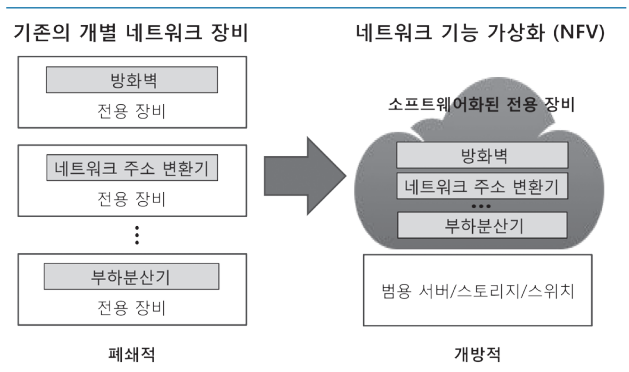 기존의 개별 네트워크 장비
방화벽
전용 장비
네트워크 주소 변환기
전용 장비
⋮
부하분산기
전용 장비
폐쇄적
네트워크 기능 가상화 (NFV)
소프트웨어화된 전용 장비
방화벽
네트워크 주소 변환기
•••
부하분산기
범용 서버/스토리지/스위치
개방적